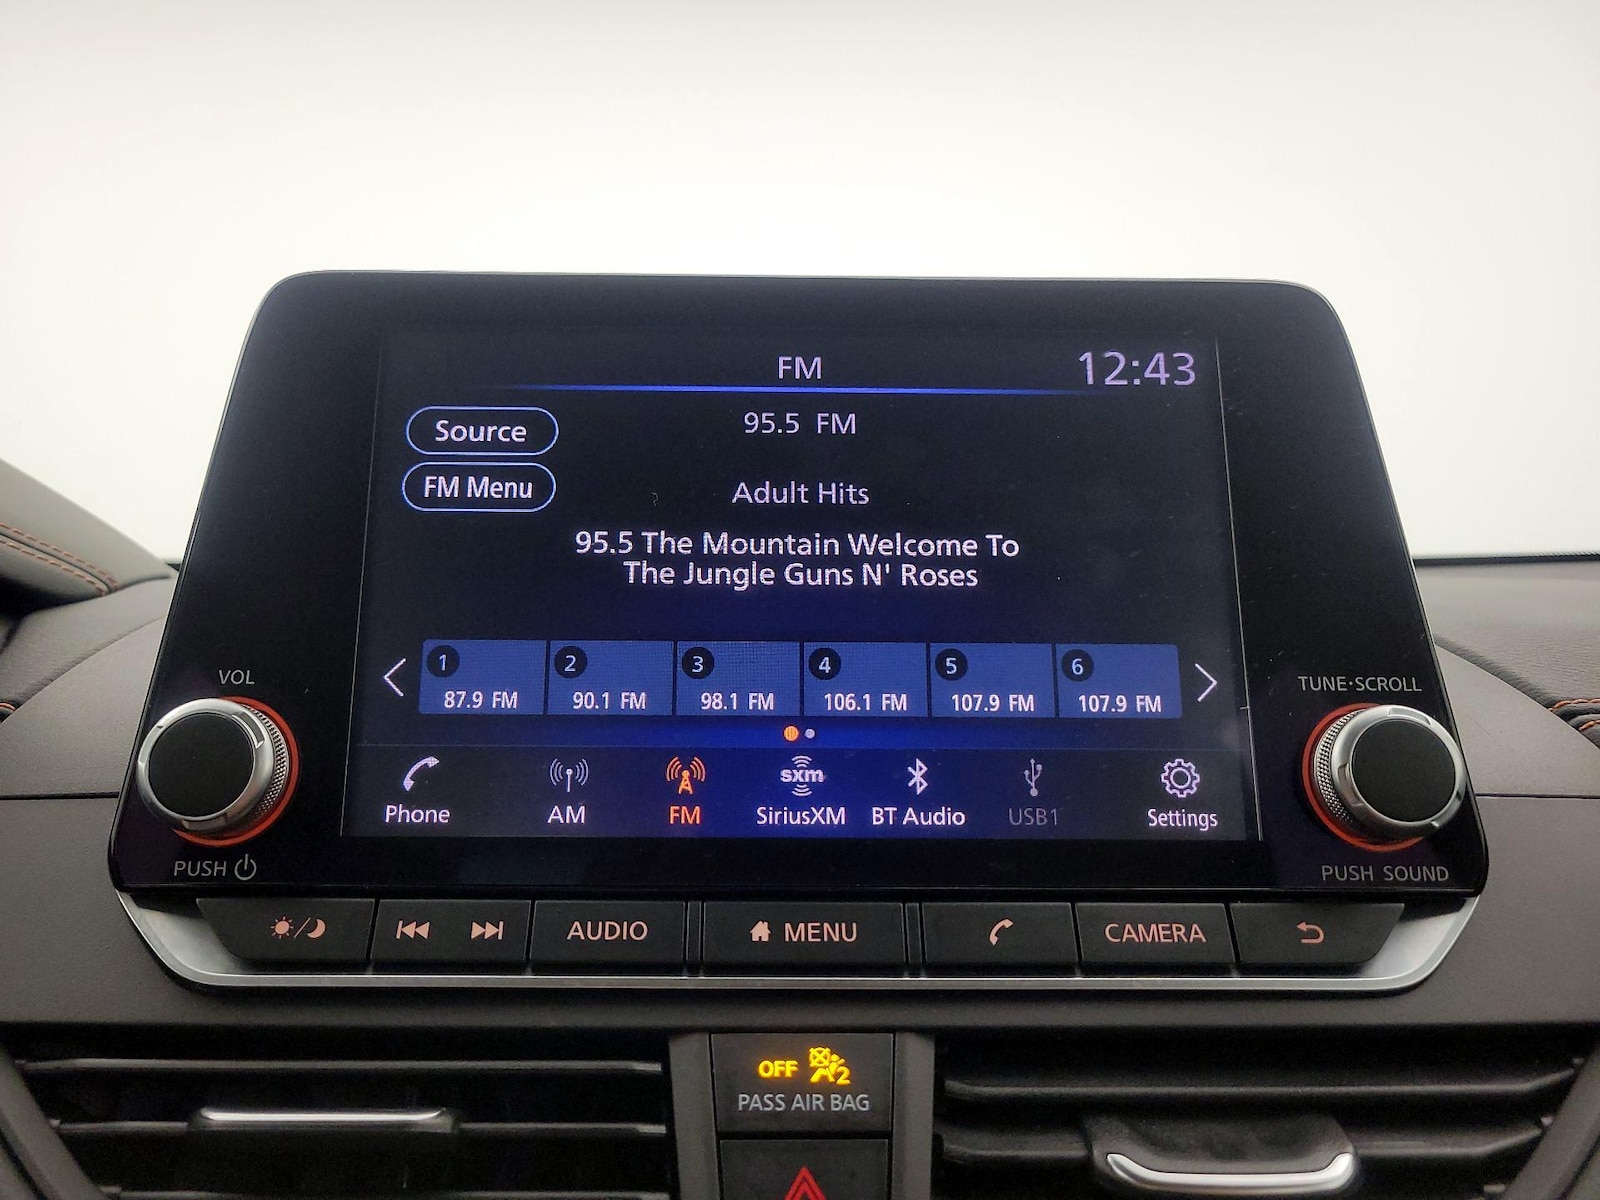 FM
12:43
Source
95.5 FM
FM Menu
Adult Hits
95.5 The Mountain Welcome To
The Jungle Guns N' Roses
1 2 3 4 5 6
87.9 FM 90.1 FM 98.1 FM 106.1 FM 107.9 FM 107.9 FM
VOL
TUNE·SCROLL
sxm
Phone AM FM SiriusXM BT Audio USB1 Settings
PUSH
PUSH SOUND
AUDIO MENU CAMERA
OFF 2
PASS AIR BAG